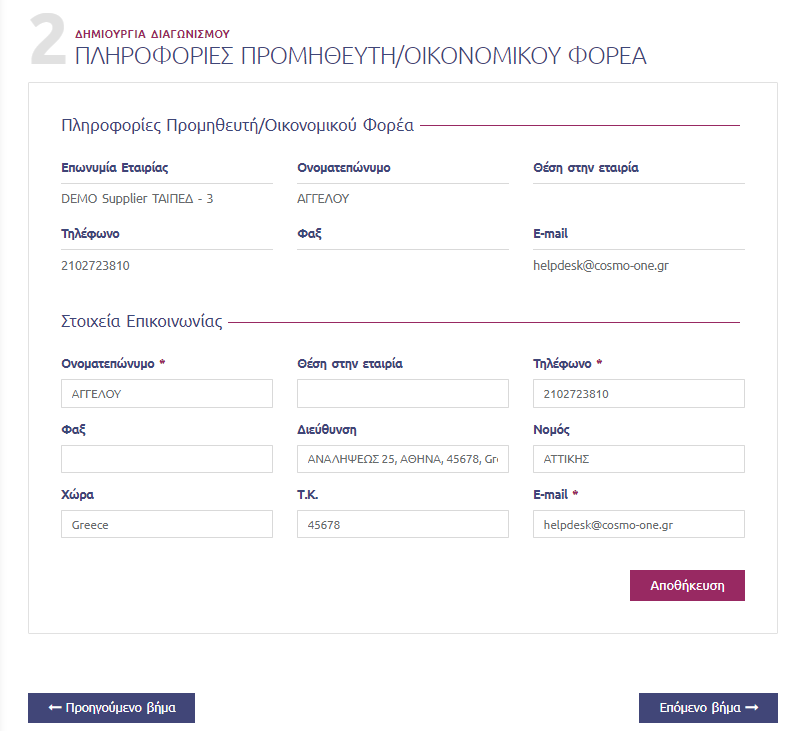 2
ΔΗΜΙΟΥΡΓΙΑ ΔΙΑΓΩΝΙΣΜΟΥ
ΠΛΗΡΟΦΟΡΙΕΣ ΠΡΟΜΗΘΕΥΤΗ/ΟΙΚΟΝΟΜΙΚΟΥ ΦΟΡΕΑ
Πληροφορίες Προμηθευτή/Οικονομικού Φορέα
Επωνυμία Εταιρίας Ονοματεπώνυμο Θέση στην εταιρία
DEMO Supplier ΤΑΙΠΕΔ - 3 ΑΓΓΕΛΟΥ
Τηλέφωνο Φαξ E-mail
2102723810 helpdesk@cosmo-one.gr
Στοιχεία Επικοινωνίας
Ονοματεπώνυμο * Θέση στην εταιρία Τηλέφωνο *
ΑΓΓΕΛΟΥ 2102723810
Φαξ Διεύθυνση Νομός
ΑΝΑΛΗΨΕΩΣ 25, ΑΘΗΝΑ, 45678, Gre ΑΤΤΙΚΗΣ
Χώρα Τ.Κ. E-mail *
Greece 45678 helpdesk@cosmo-one.gr
Αποθήκευση
← Προηγούμενο βήμα Επόμενο βήμα →